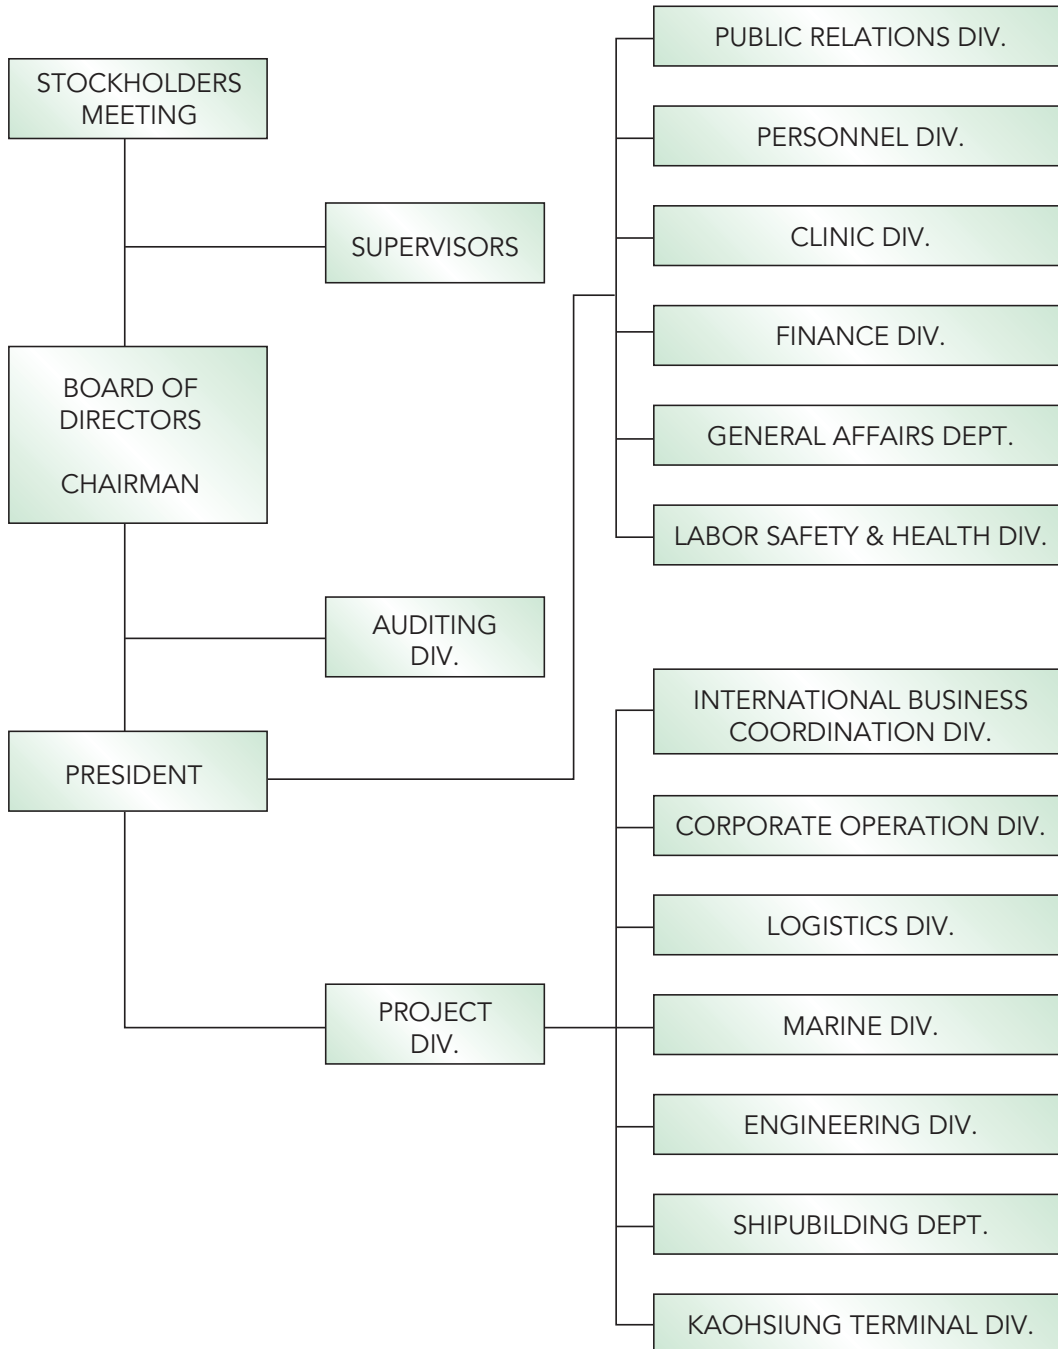 STOCKHOLDERS
MEETING
SUPERVISORS
BOARD OF
DIRECTORS
CHAIRMAN
AUDITING
DIV.
PRESIDENT
PROJECT
DIV.
PUBLIC RELATIONS DIV.
PERSONNEL DIV.
CLINIC DIV.
FINANCE DIV.
GENERAL AFFAIRS DEPT.
LABOR SAFETY & HEALTH DIV.
INTERNATIONAL BUSINESS
COORDINATION DIV.
CORPORATE OPERATION DIV.
LOGISTICS DIV.
MARINE DIV.
ENGINEERING DIV.
SHIPUBILDING DEPT.
KAOHSIUNG TERMINAL DIV.